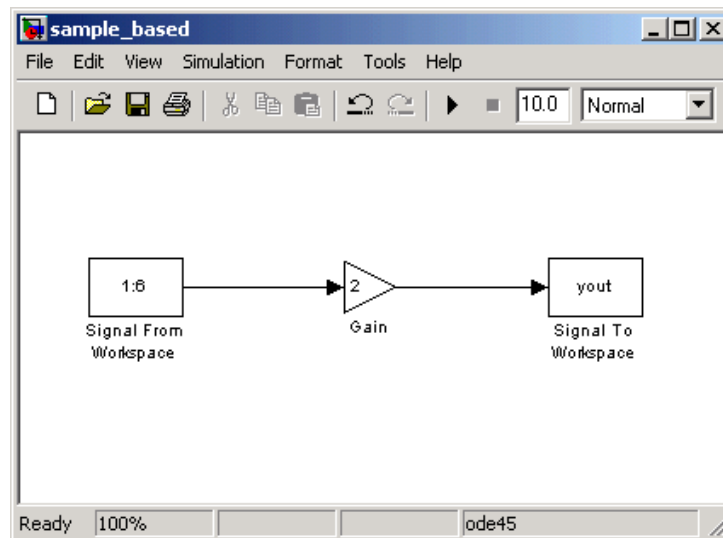 sample_based
File Edit View Simulation Format Tools Help
10.0 Normal
1:6 2 yout
Signal From Workspace
Gain
Signal To Workspace
Ready 100% ode45